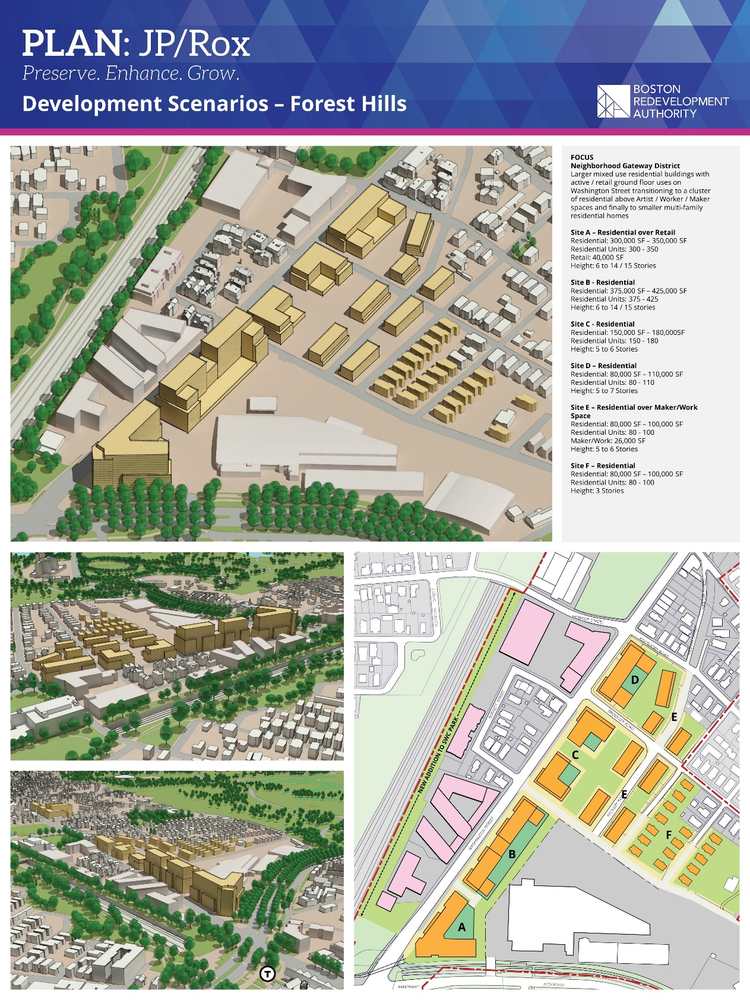 PLAN: JP/Rox
Preserve. Enhance. Grow.
Development Scenarios – Forest Hills
BOSTON
REDEVELOPMENT
AUTHORITY
FOCUS
Neighborhood Gateway District
Larger mixed use residential buildings with
active / retail ground floor uses on
Washington Street transitioning to a cluster
of residential above Artist / Worker / Maker
spaces and finally to smaller multi-family
residential homes
Site A – Residential over Retail
Residential: 300,000 SF – 350,000 SF
Residential Units: 300 - 350
Retail: 40,000 SF
Height: 6 to 14 / 15 Stories
Site B - Residential
Residential: 375,000 SF – 425,000 SF
Residential Units: 375 - 425
Height: 6 to 14 / 15 stories
Site C - Residential
Residential: 150,000 SF – 180,000SF
Residential Units: 150 - 180
Height: 5 to 6 Stories
Site D – Residential
Residential: 80,000 SF – 110,000 SF
Residential Units: 80 - 110
Height: 5 to 7 Stories
Site E – Residential over Maker/Work
Space
Residential: 80,000 SF – 100,000 SF
Residential Units: 80 - 100
Maker/Work: 26,000 SF
Height: 5 to 6 Stories
Site F – Residential
Residential: 80,000 SF – 100,000 SF
Residential Units: 80 - 100
Height: 3 Stories
T
MCBRIDE STREET
STREET
D
E
BURNETT STREET
NEW ADDITION TO SWC PARK
C
E
F
WASHINGTON STREET
B
A
ARBORWAY
ARBORWAY